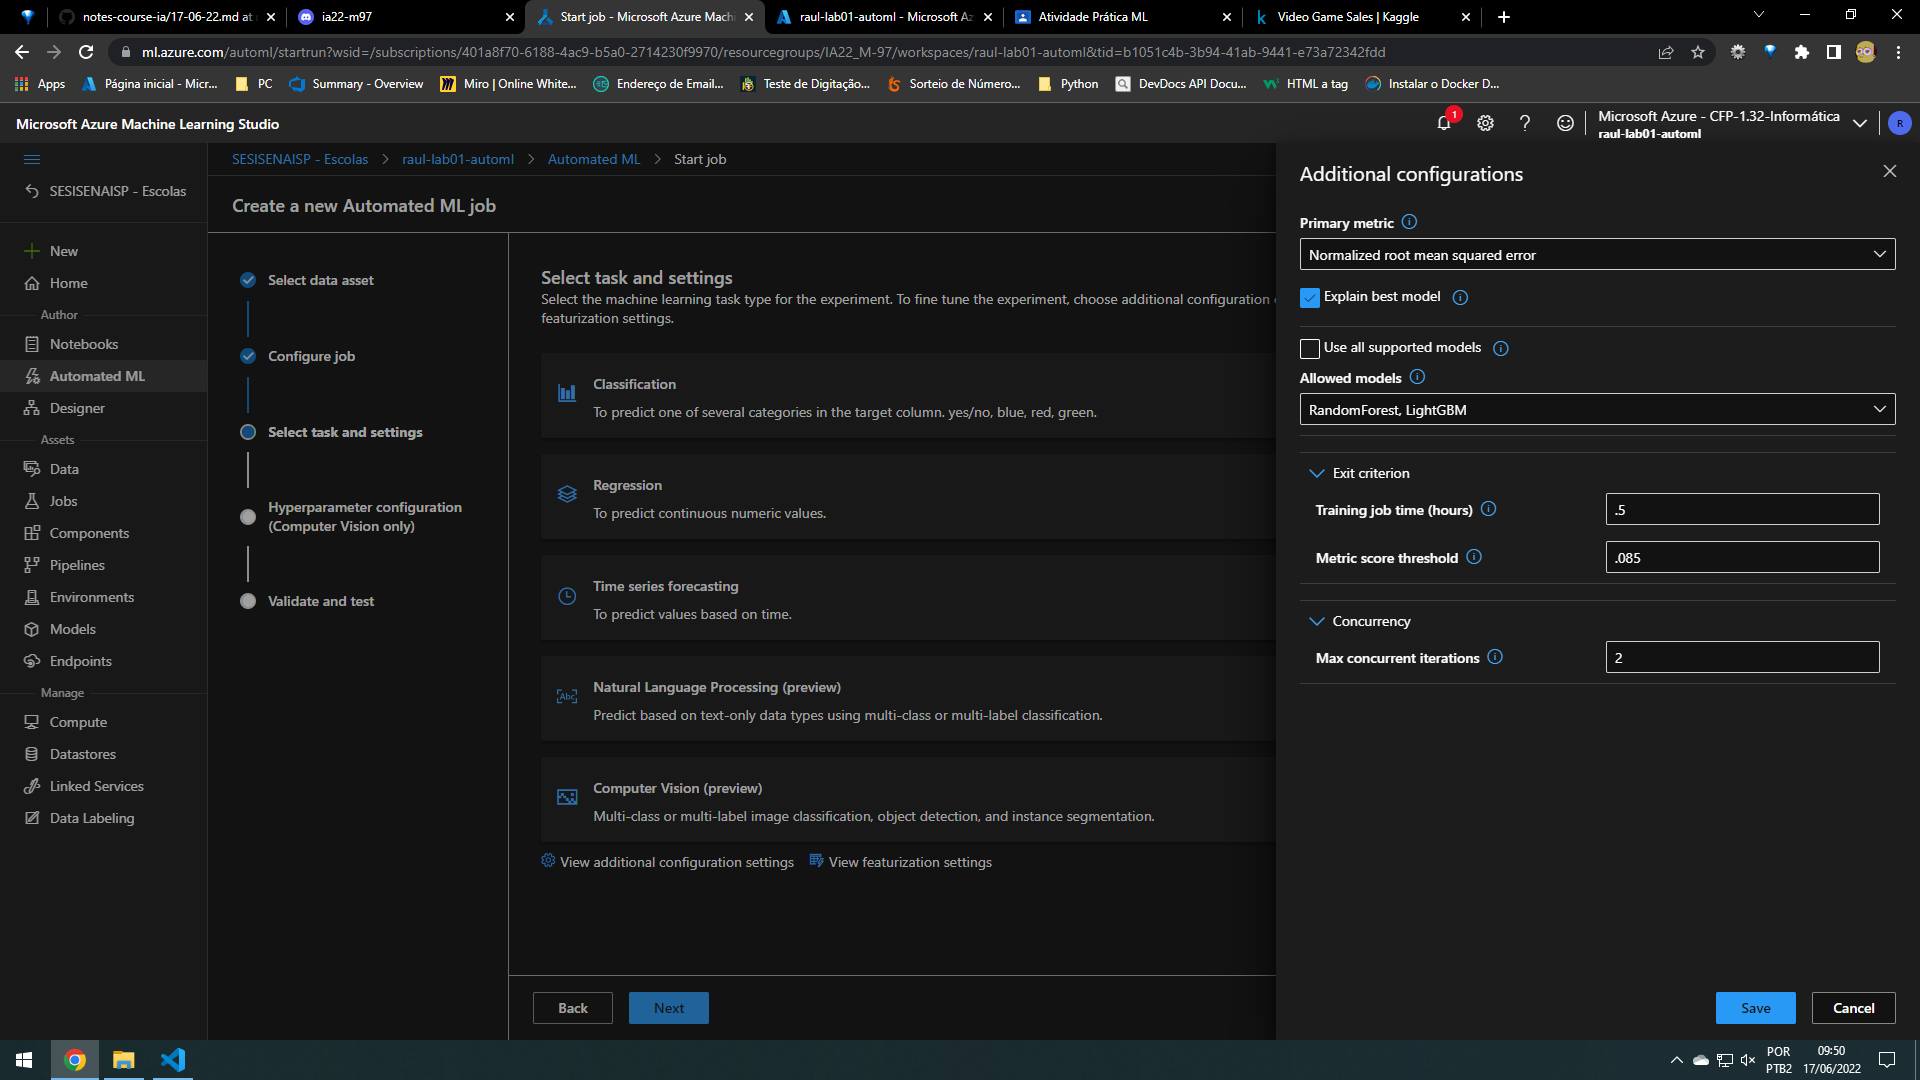 notes-course-ia/17-06-22.md at
ia22-m97
Start job - Microsoft Azure Machi
raul-lab01-automl - Microsoft Az
Atividade Prática ML
Video Game Sales | Kaggle
ml.azure.com/automl/startrun?wsid=/subscriptions/401a8f70-6188-4ac9-b5a0-2714230f9970/resourcegroups/IA22_M-97/workspaces/raul-lab01-automl&tid=b1051c4b-3b94-41ab-9441-e73a72342fdd
Apps
Página inicial - Micr...
PC
Summary - Overview
Miro | Online White...
Endereço de Email...
Teste de Digitação...
Sorteio de Número...
Python
DevDocs API Docu...
HTML a tag
Instalar o Docker D...
Microsoft Azure Machine Learning Studio
1
Microsoft Azure - CFP-1.32-Informática
raul-lab01-automl
R
SESISENAISP - Escolas
New
Home
Author
Notebooks
Automated ML
Designer
Assets
Data
Jobs
Components
Pipelines
Environments
Models
Endpoints
Manage
Compute
Datastores
Linked Services
Data Labeling
SESISENAISP - Escolas > raul-lab01-automl > Automated ML > Start job
Create a new Automated ML job
Select data asset
Configure job
Select task and settings
Hyperparameter configuration
(Computer Vision only)
Validate and test
Select task and settings
Select the machine learning task type for the experiment. To fine tune the experiment, choose additional configuration
featurization settings.
Classification
To predict one of several categories in the target column. yes/no, blue, red, green.
Regression
To predict continuous numeric values.
Time series forecasting
To predict values based on time.
Abc
Natural Language Processing (preview)
Predict based on text-only data types using multi-class or multi-label classification.
Computer Vision (preview)
Multi-class or multi-label image classification, object detection, and instance segmentation.
View additional configuration settings
View featurization settings
Back
Next
Additional configurations
Primary metric
Normalized root mean squared error
Explain best model
Use all supported models
Allowed models
RandomForest, LightGBM
Exit criterion
Training job time (hours)
.5
Metric score threshold
.085
Concurrency
Max concurrent iterations
2
Save
Cancel
POR
PTB2
09:50
17/06/2022